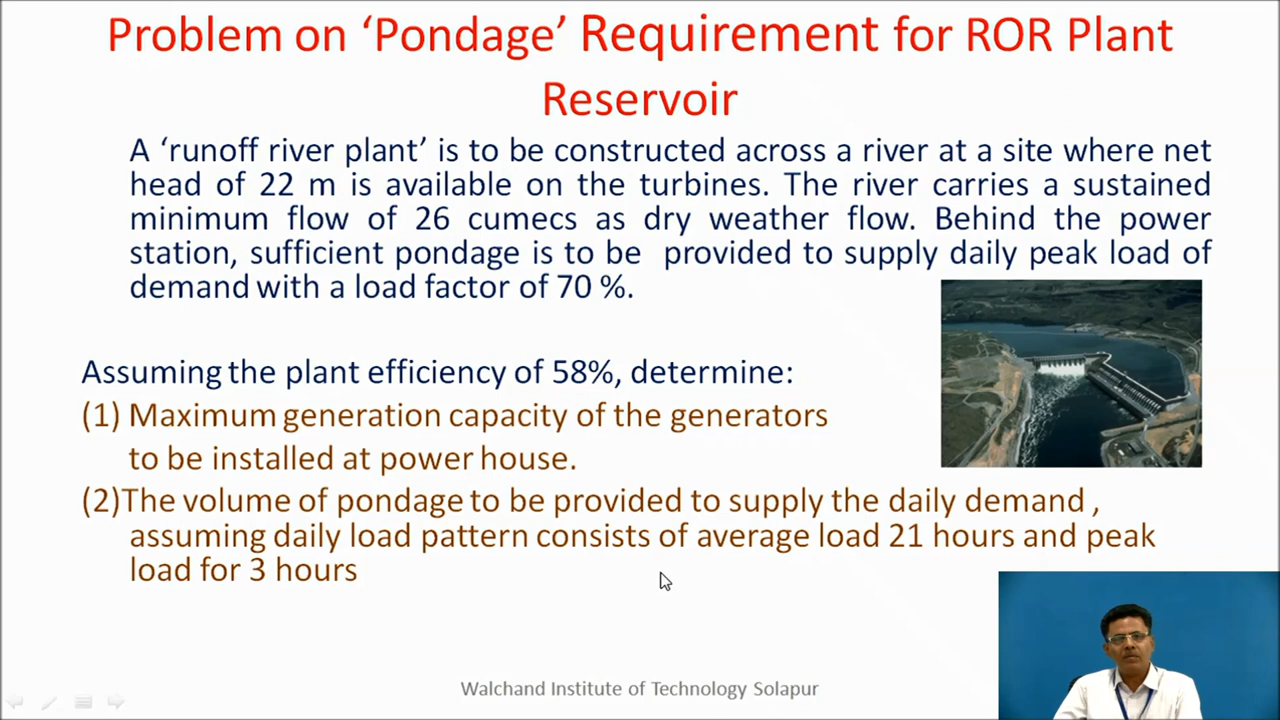 Problem on ‘Pondage’ Requirement for ROR Plant
Reservoir
A ‘runoff river plant’ is to be constructed across a river at a site where net
head of 22 m is available on the turbines. The river carries a sustained
minimum flow of 26 cumecs as dry weather flow. Behind the power
station, sufficient pondage is to be provided to supply daily peak load of
demand with a load factor of 70 %.
Assuming the plant efficiency of 58%, determine:
(1) Maximum generation capacity of the generators
to be installed at power house.
(2)The volume of pondage to be provided to supply the daily demand ,
assuming daily load pattern consists of average load 21 hours and peak
load for 3 hours
Walchand Institute of Technology Solapur